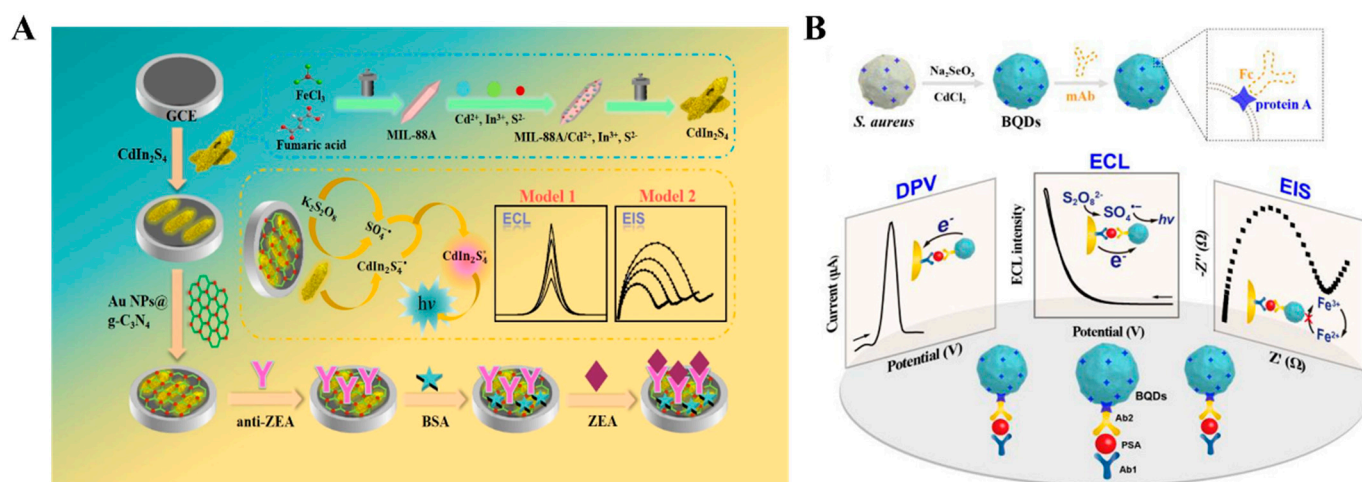 A
GCE
CdIn₂S₄
Au NPs@
g-C₃N₄
FeCl₃
Fumaric acid
MIL-88A
Cd²⁺, In³⁺, S²⁻
MIL-88A/Cd²⁺, In³⁺, S²⁻
CdIn₂S₄
K₂S₂O₈
SO₄⁻•
CdIn₂S₄⁻•
CdIn₂S₄*
hν
Model 1
ECL
Model 2
EIS
anti-ZEA
BSA
ZEA
B
S. aureus
Na₂SeO₃
CdCl₂
BQDs
mAb
Fc
protein A
DPV
Current (μA)
Potential (V)
e⁻
ECL
ECL intensity
Potential (V)
S₂O₈²⁻
SO₄•⁻
hν
e⁻
EIS
-Z'' (Ω)
Z' (Ω)
Fe³⁺
Fe²⁺
BQDs
Ab2
PSA
Ab1